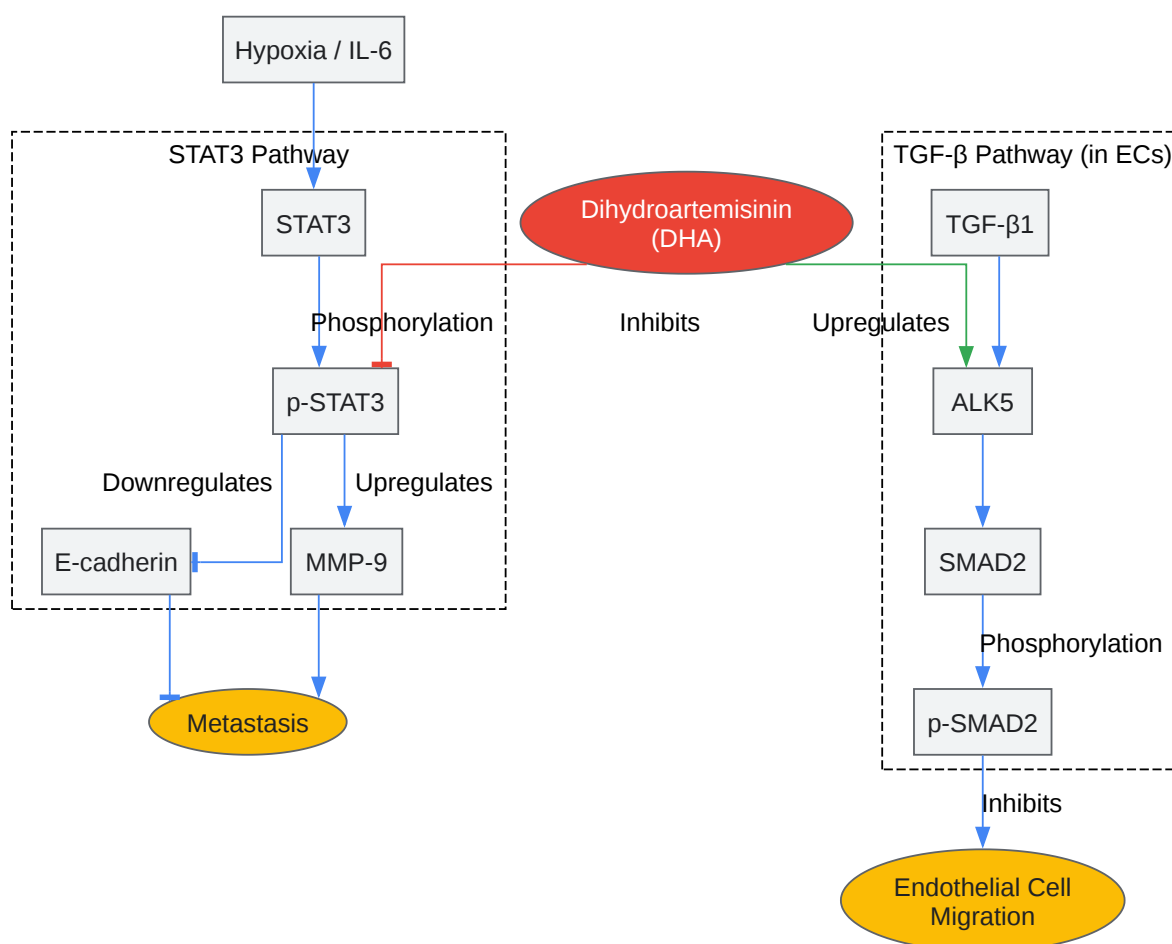 Hypoxia / IL-6
STAT3 Pathway
TGF-β Pathway (in ECs)
Dihydroartemisinin
(DHA)
STAT3
TGF-β1
Phosphorylation
Inhibits
Upregulates
p-STAT3
ALK5
Downregulates
Upregulates
E-cadherin
MMP-9
SMAD2
Phosphorylation
Metastasis
p-SMAD2
Inhibits
Endothelial Cell
Migration